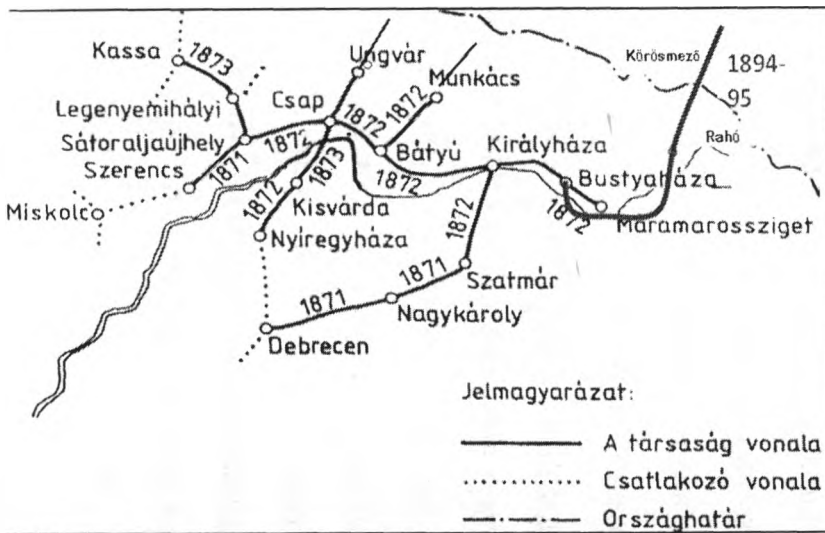 Kassa
1873
Ungvár
Kőrösmező
1894-
95
Munkács
Legenyemihályi
Csap
1872
1872
Rahó
Sátoraljaújhely
1872
Bátyú
Királyháza
Szerencs
1871
1873
1872
Bustyaháza
Miskolc
1872
Kisvárda
1872
1872
Máramarossziget
Nyíregyháza
Szatmár
1871
1871
Nagykároly
Debrecen
Jelmagyarázat:
A társaság vonala
Csatlakozó vonala
Országhatár